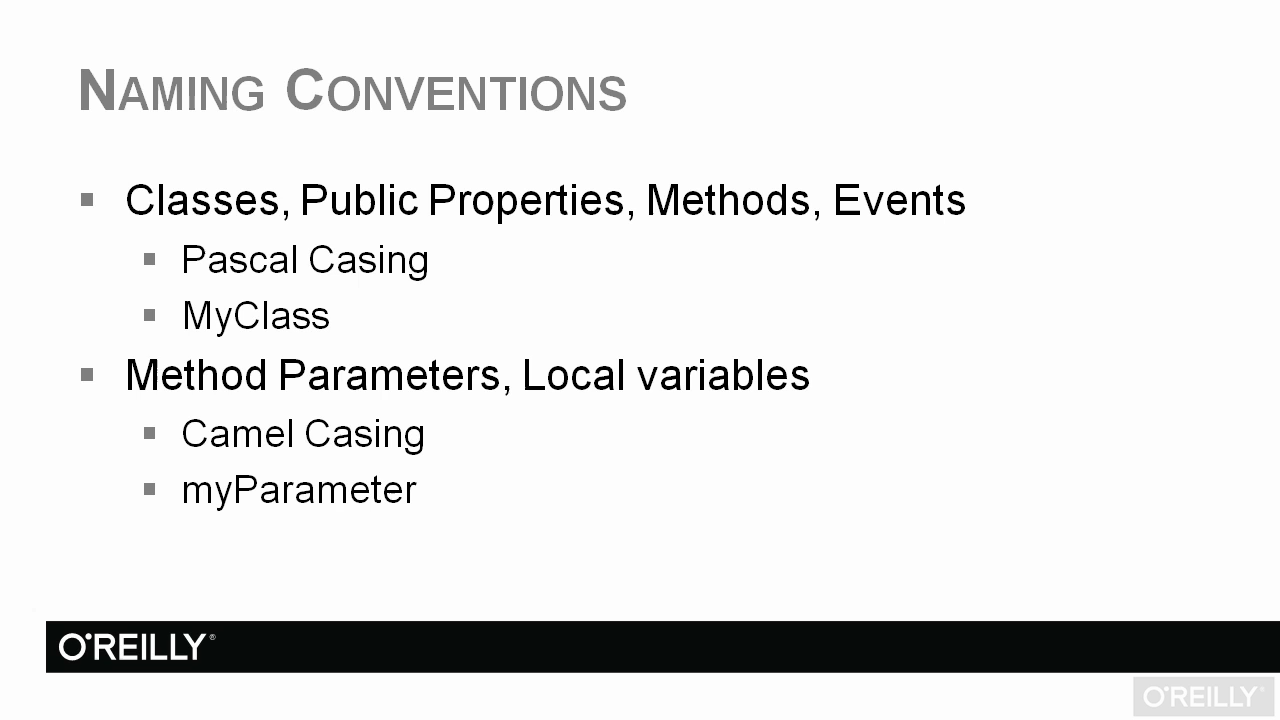 NAMING CONVENTIONS
Classes, Public Properties, Methods, Events
Pascal Casing
MyClass
Method Parameters, Local variables
Camel Casing
myParameter
O'REILLY®
O'REILLY®